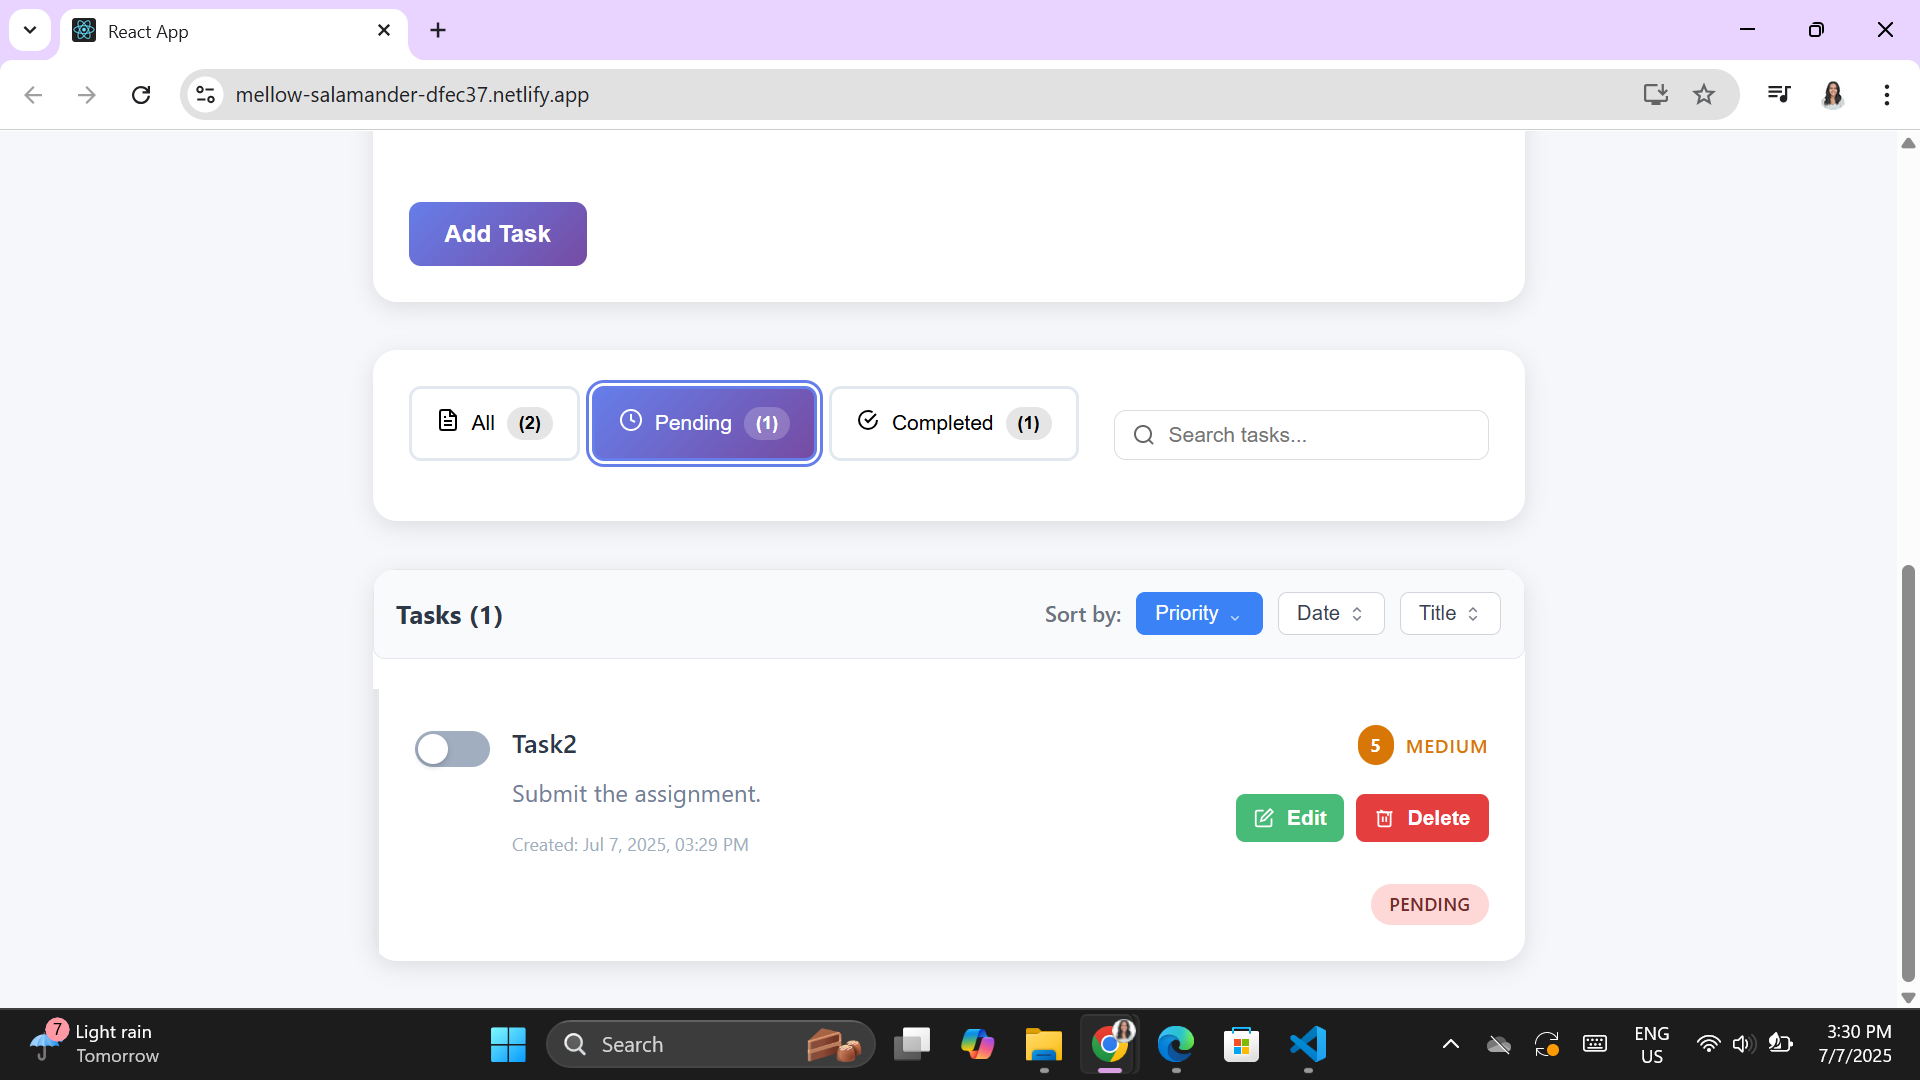 React App
mellow-salamander-dfec37.netlify.app
Add Task
All (2)
Pending (1)
Completed (1)
Search tasks...
Tasks (1)
Sort by:
Priority
Date
Title
Task2
5 MEDIUM
Submit the assignment.
Edit
Delete
Created: Jul 7, 2025, 03:29 PM
PENDING
7
Light rain
Tomorrow
Search
ENG
US
3:30 PM
7/7/2025